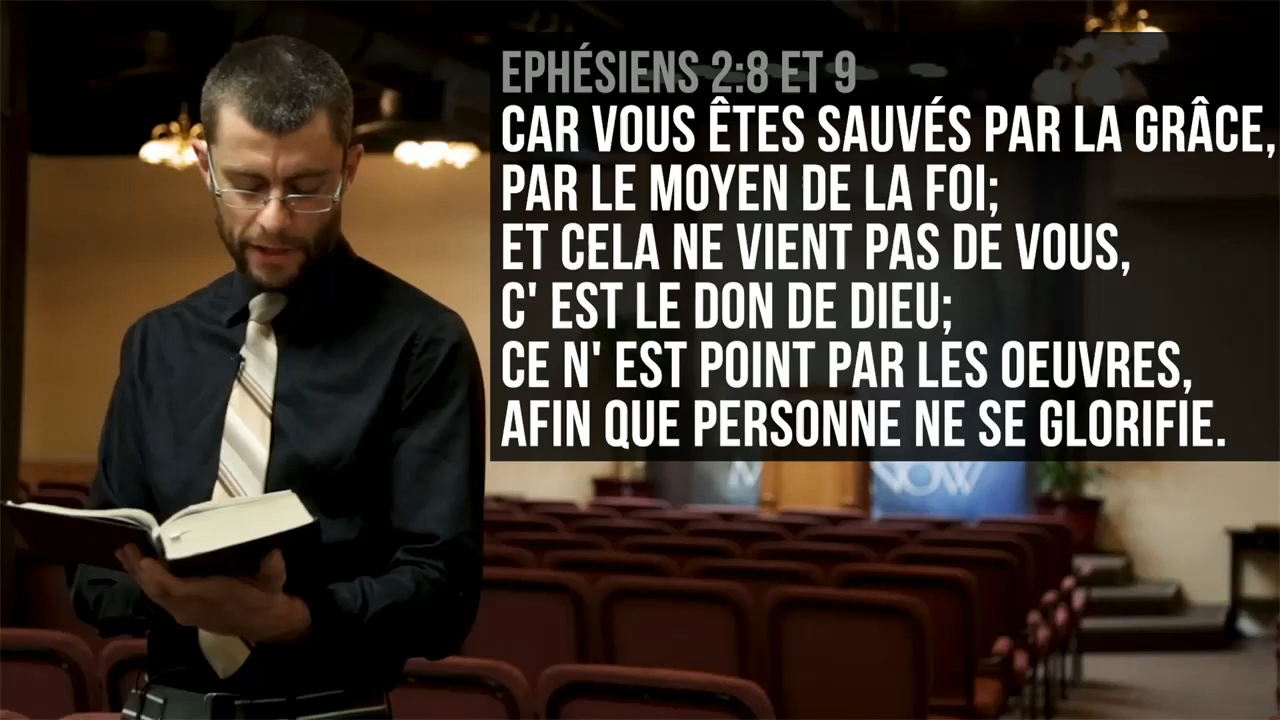 EPHÉSIENS 2:8 ET 9
CAR VOUS ÊTES SAUVÉS PAR LA GRÂCE,
PAR LE MOYEN DE LA FOI;
ET CELA NE VIENT PAS DE VOUS,
C' EST LE DON DE DIEU;
CE N' EST POINT PAR LES OEUVRES,
AFIN QUE PERSONNE NE SE GLORIFIE.
NOW